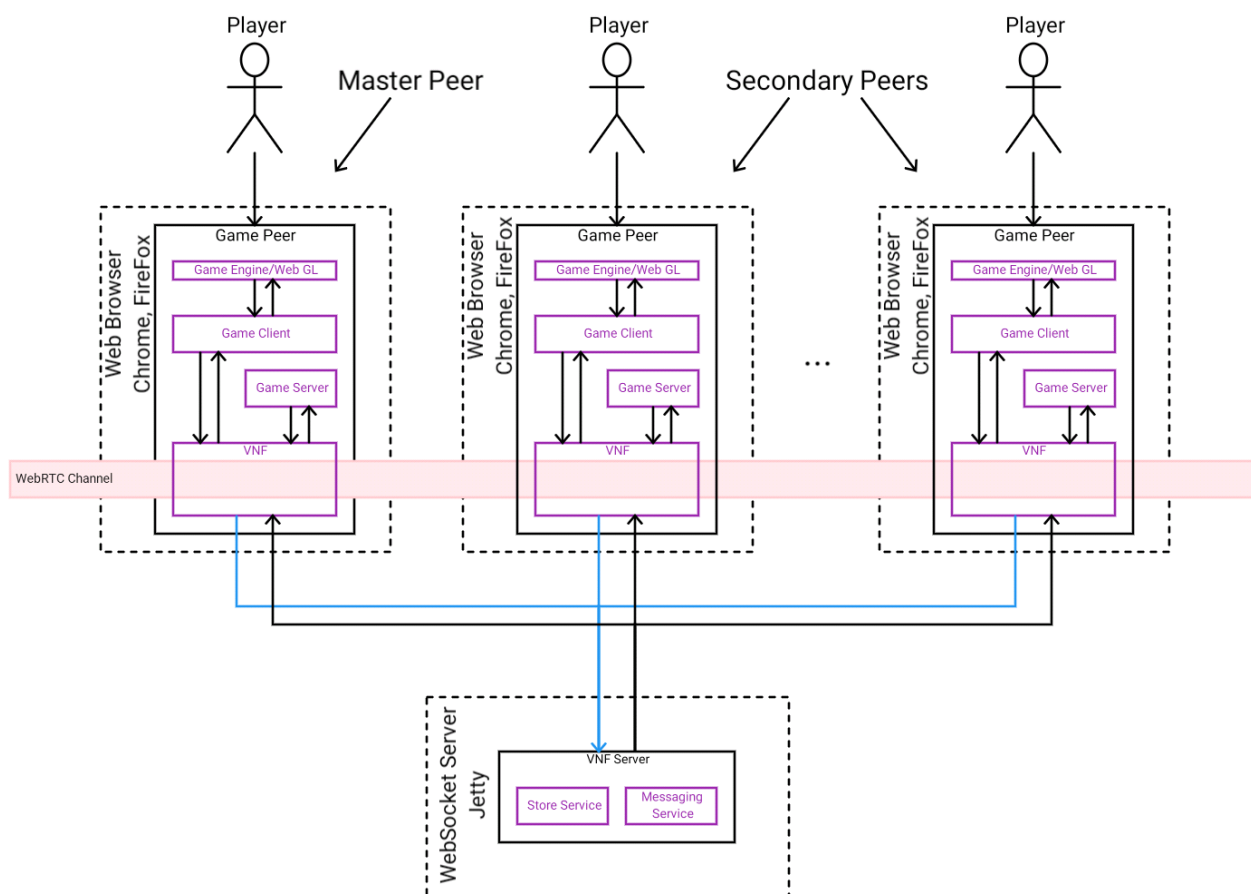 Player
Player
Player
Master Peer
Secondary Peers
Web Browser
Chrome, FireFox
Game Peer
Game Engine/Web GL
Game Client
Game Server
VNF
Web Browser
Chrome, FireFox
Game Peer
Game Engine/Web GL
Game Client
Game Server
VNF
...
Web Browser
Chrome, FireFox
Game Peer
Game Engine/Web GL
Game Client
Game Server
VNF
WebRTC Channel
WebSocket Server
Jetty
VNF Server
Store Service
Messaging
Service